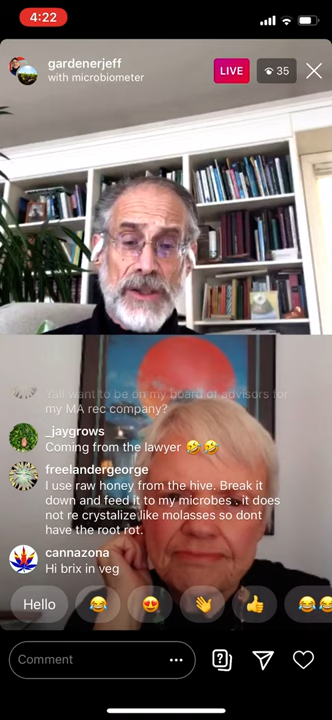 4:22
gardenerjeff
with microbiometer
LIVE
35
Yall want to be on my board of advisors for
my MA rec company?
_jaygrows
Coming from the lawyer 🤣🤣
freelandergeorge
I use raw honey from the hive. Break it
down and feed it to my microbes . it does
not re crystalize like molasses so dont
have the root rot.
cannazona
Hi brix in veg
Hello
Comment